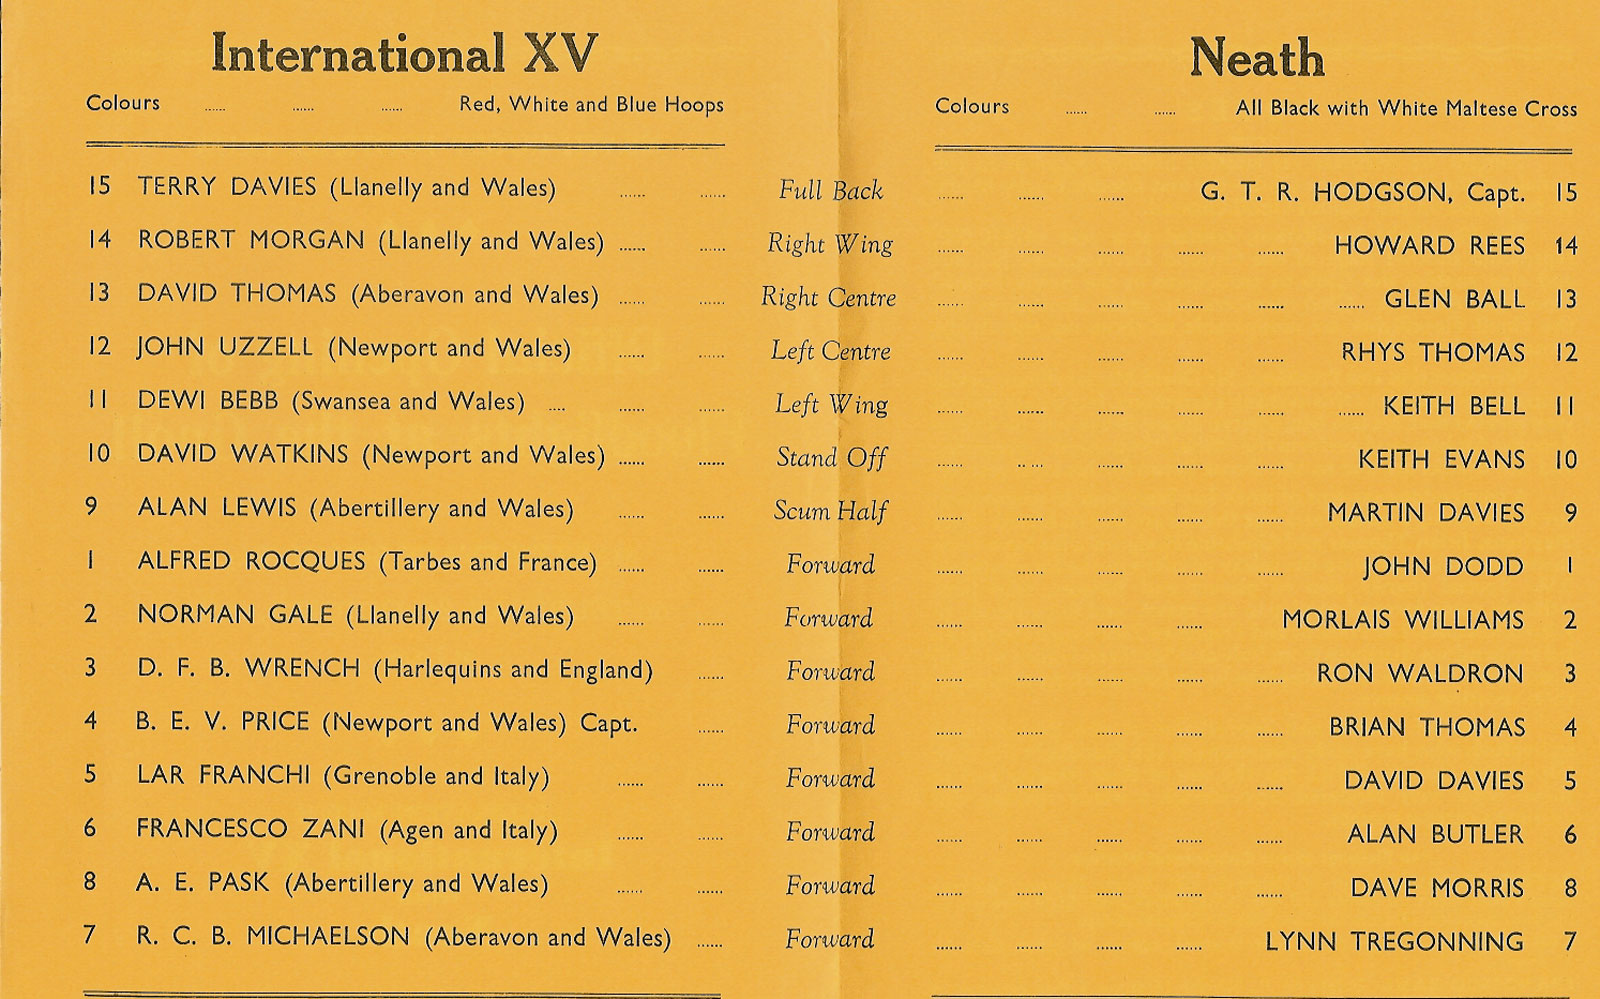 International XV Neath
Colours ...... ...... ...... Red, White and Blue Hoops Colours ...... ...... All Black with White Maltese Cross
15 TERRY DAVIES (Llanelly and Wales) ...... ...... Full Back ...... ...... ...... G. T. R. HODGSON, Capt. 15
14 ROBERT MORGAN (Llanelly and Wales) ...... ...... Right Wing ...... ...... ...... ...... ...... HOWARD REES 14
13 DAVID THOMAS (Aberavon and Wales) ...... ...... Right Centre ...... ...... ...... ...... ...... ...... GLEN BALL 13
12 JOHN UZZELL (Newport and Wales) ...... ...... Left Centre ...... ...... ...... ...... ...... RHYS THOMAS 12
11 DEWI BEBB (Swansea and Wales) .... ...... ...... Left Wing ...... ...... ...... ...... ...... ...... KEITH BELL 11
10 DAVID WATKINS (Newport and Wales) ...... ...... Stand Off ...... .. ... ...... ...... ...... KEITH EVANS 10
9 ALAN LEWIS (Abertillery and Wales) ...... ...... Scum Half ...... ...... ...... ...... ...... MARTIN DAVIES 9
1 ALFRED ROCQUES (Tarbes and France) ...... ...... Forward ...... ...... ...... ...... ...... JOHN DODD 1
2 NORMAN GALE (Llanelly and Wales) ...... ...... Forward ...... ...... ...... ...... MORLAIS WILLIAMS 2
3 D. F. B. WRENCH (Harlequins and England) ...... Forward ...... ...... ...... ...... ...... RON WALDRON 3
4 B. E. V. PRICE (Newport and Wales) Capt. ...... Forward ...... ...... ...... ...... ...... BRIAN THOMAS 4
5 LAR FRANCHI (Grenoble and Italy) ...... ...... Forward ...... ...... ...... ...... ...... DAVID DAVIES 5
6 FRANCESCO ZANI (Agen and Italy) ...... ...... Forward ...... ...... ...... ...... ...... ALAN BUTLER 6
8 A. E. PASK (Abertillery and Wales) ...... ...... Forward ...... ...... ...... ...... ...... DAVE MORRIS 8
7 R. C. B. MICHAELSON (Aberavon and Wales) ...... Forward ...... ...... ...... ...... LYNN TREGONNING 7